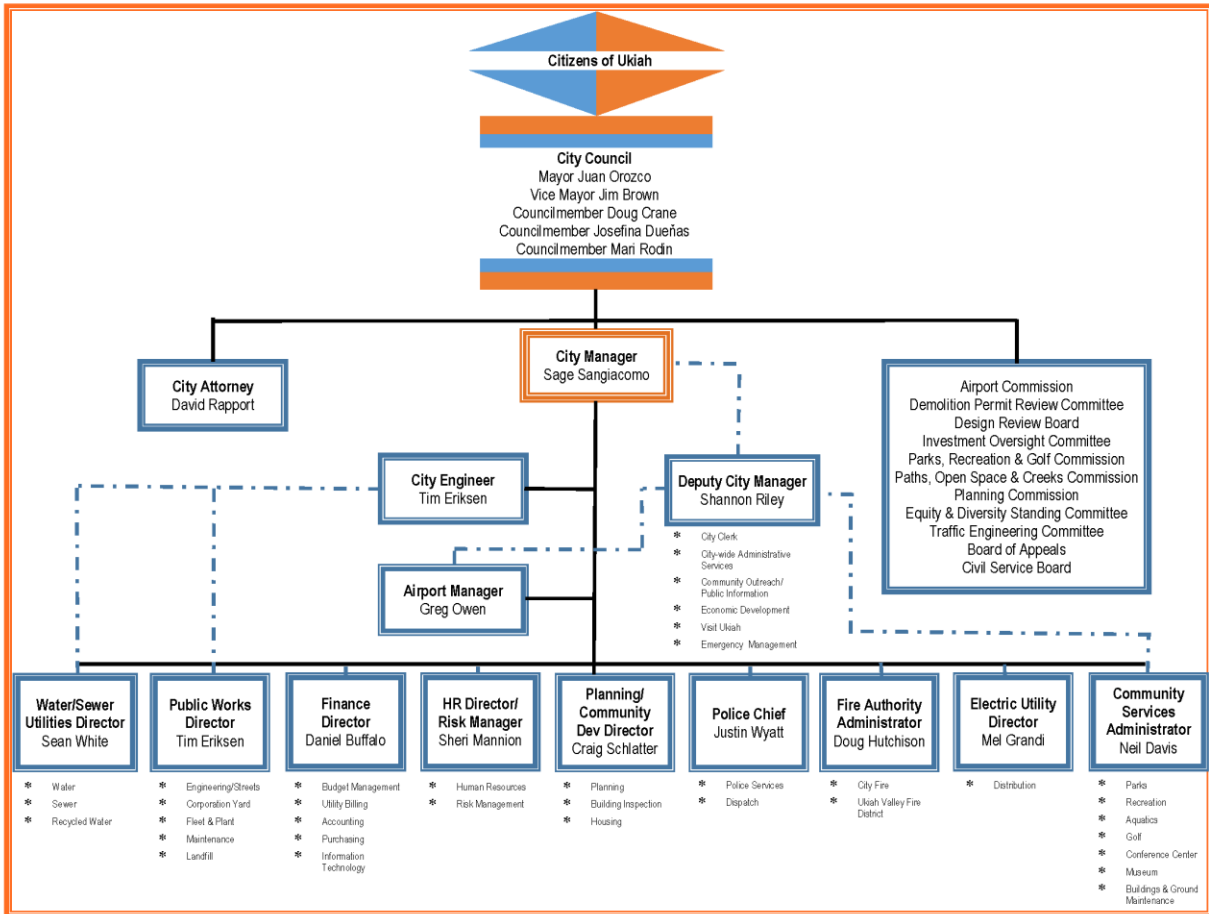 Citizens of Ukiah
City Council
Mayor Juan Orozco
Vice Mayor Jim Brown
Councilmember Doug Crane
Councilmember Josefina Dueñas
Councilmember Mari Rodin
City Attorney
David Rapport
City Manager
Sage Sangiacomo
Airport Commission
Demolition Permit Review Committee
Design Review Board
Investment Oversight Committee
Parks, Recreation & Golf Commission
Paths, Open Space & Creeks Commission
Planning Commission
Equity & Diversity Standing Committee
Traffic Engineering Committee
Board of Appeals
Civil Service Board
City Engineer
Tim Eriksen
Deputy City Manager
Shannon Riley
* City Clerk
* City-wide Administrative
Services
* Community Outreach/
Public Information
* Economic Development
* Visit Ukiah
* Emergency Management
Airport Manager
Greg Owen
Water/Sewer
Utilities Director
Sean White
* Water
* Sewer
* Recycled Water
Public Works
Director
Tim Eriksen
* Engineering/Streets
* Corporation Yard
* Fleet & Plant
* Maintenance
* Landfill
Finance
Director
Daniel Buffalo
* Budget Management
* Utility Billing
* Accounting
* Purchasing
* Information
Technology
HR Director/
Risk Manager
Sheri Mannion
* Human Resources
* Risk Management
Planning/
Community
Dev Director
Craig Schlatter
* Planning
* Building Inspection
* Housing
Police Chief
Justin Wyatt
* Police Services
* Dispatch
Fire Authority
Administrator
Doug Hutchison
* City Fire
* Ukiah Valley Fire
District
Electric Utility
Director
Mel Grandi
* Distribution
Community
Services
Administrator
Neil Davis
* Parks
* Recreation
* Aquatics
* Golf
* Conference Center
* Museum
* Buildings & Ground
Maintenance